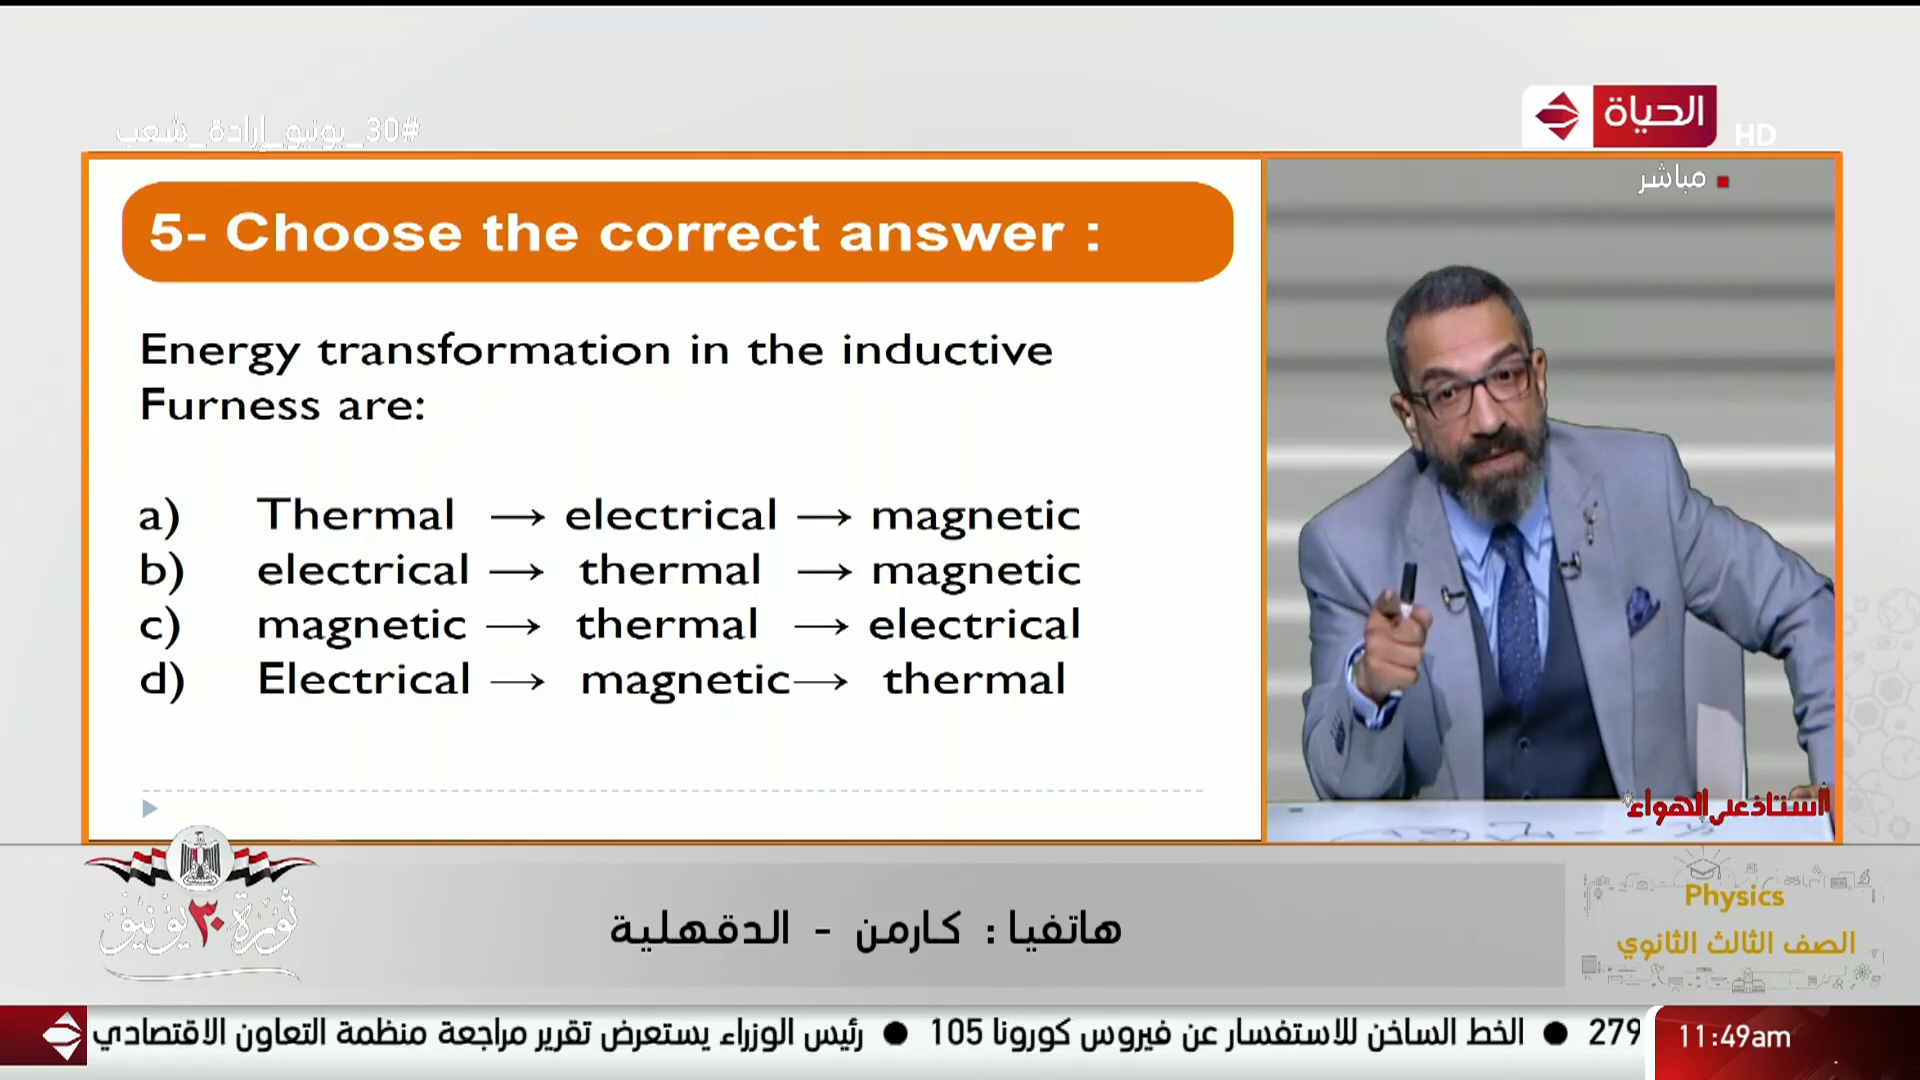 #30_يونيو_إرادة_شعب
الحياة
HD
مباشر
5- Choose the correct answer :
Energy transformation in the inductive
Furness are:
a) Thermal → electrical → magnetic
b) electrical → thermal → magnetic
c) magnetic → thermal → electrical
d) Electrical → magnetic→ thermal
أستاذ على الهواء
ثورة ٣٠ يونيو
هاتفيا : كارمن - الدقهلية
Physics
الصف الثالث الثانوي
279 ● الخط الساخن للاستفسار عن فيروس كورونا 105 ● رئيس الوزراء يستعرض تقرير مراجعة منظمة التعاون الاقتصادي
11:49am